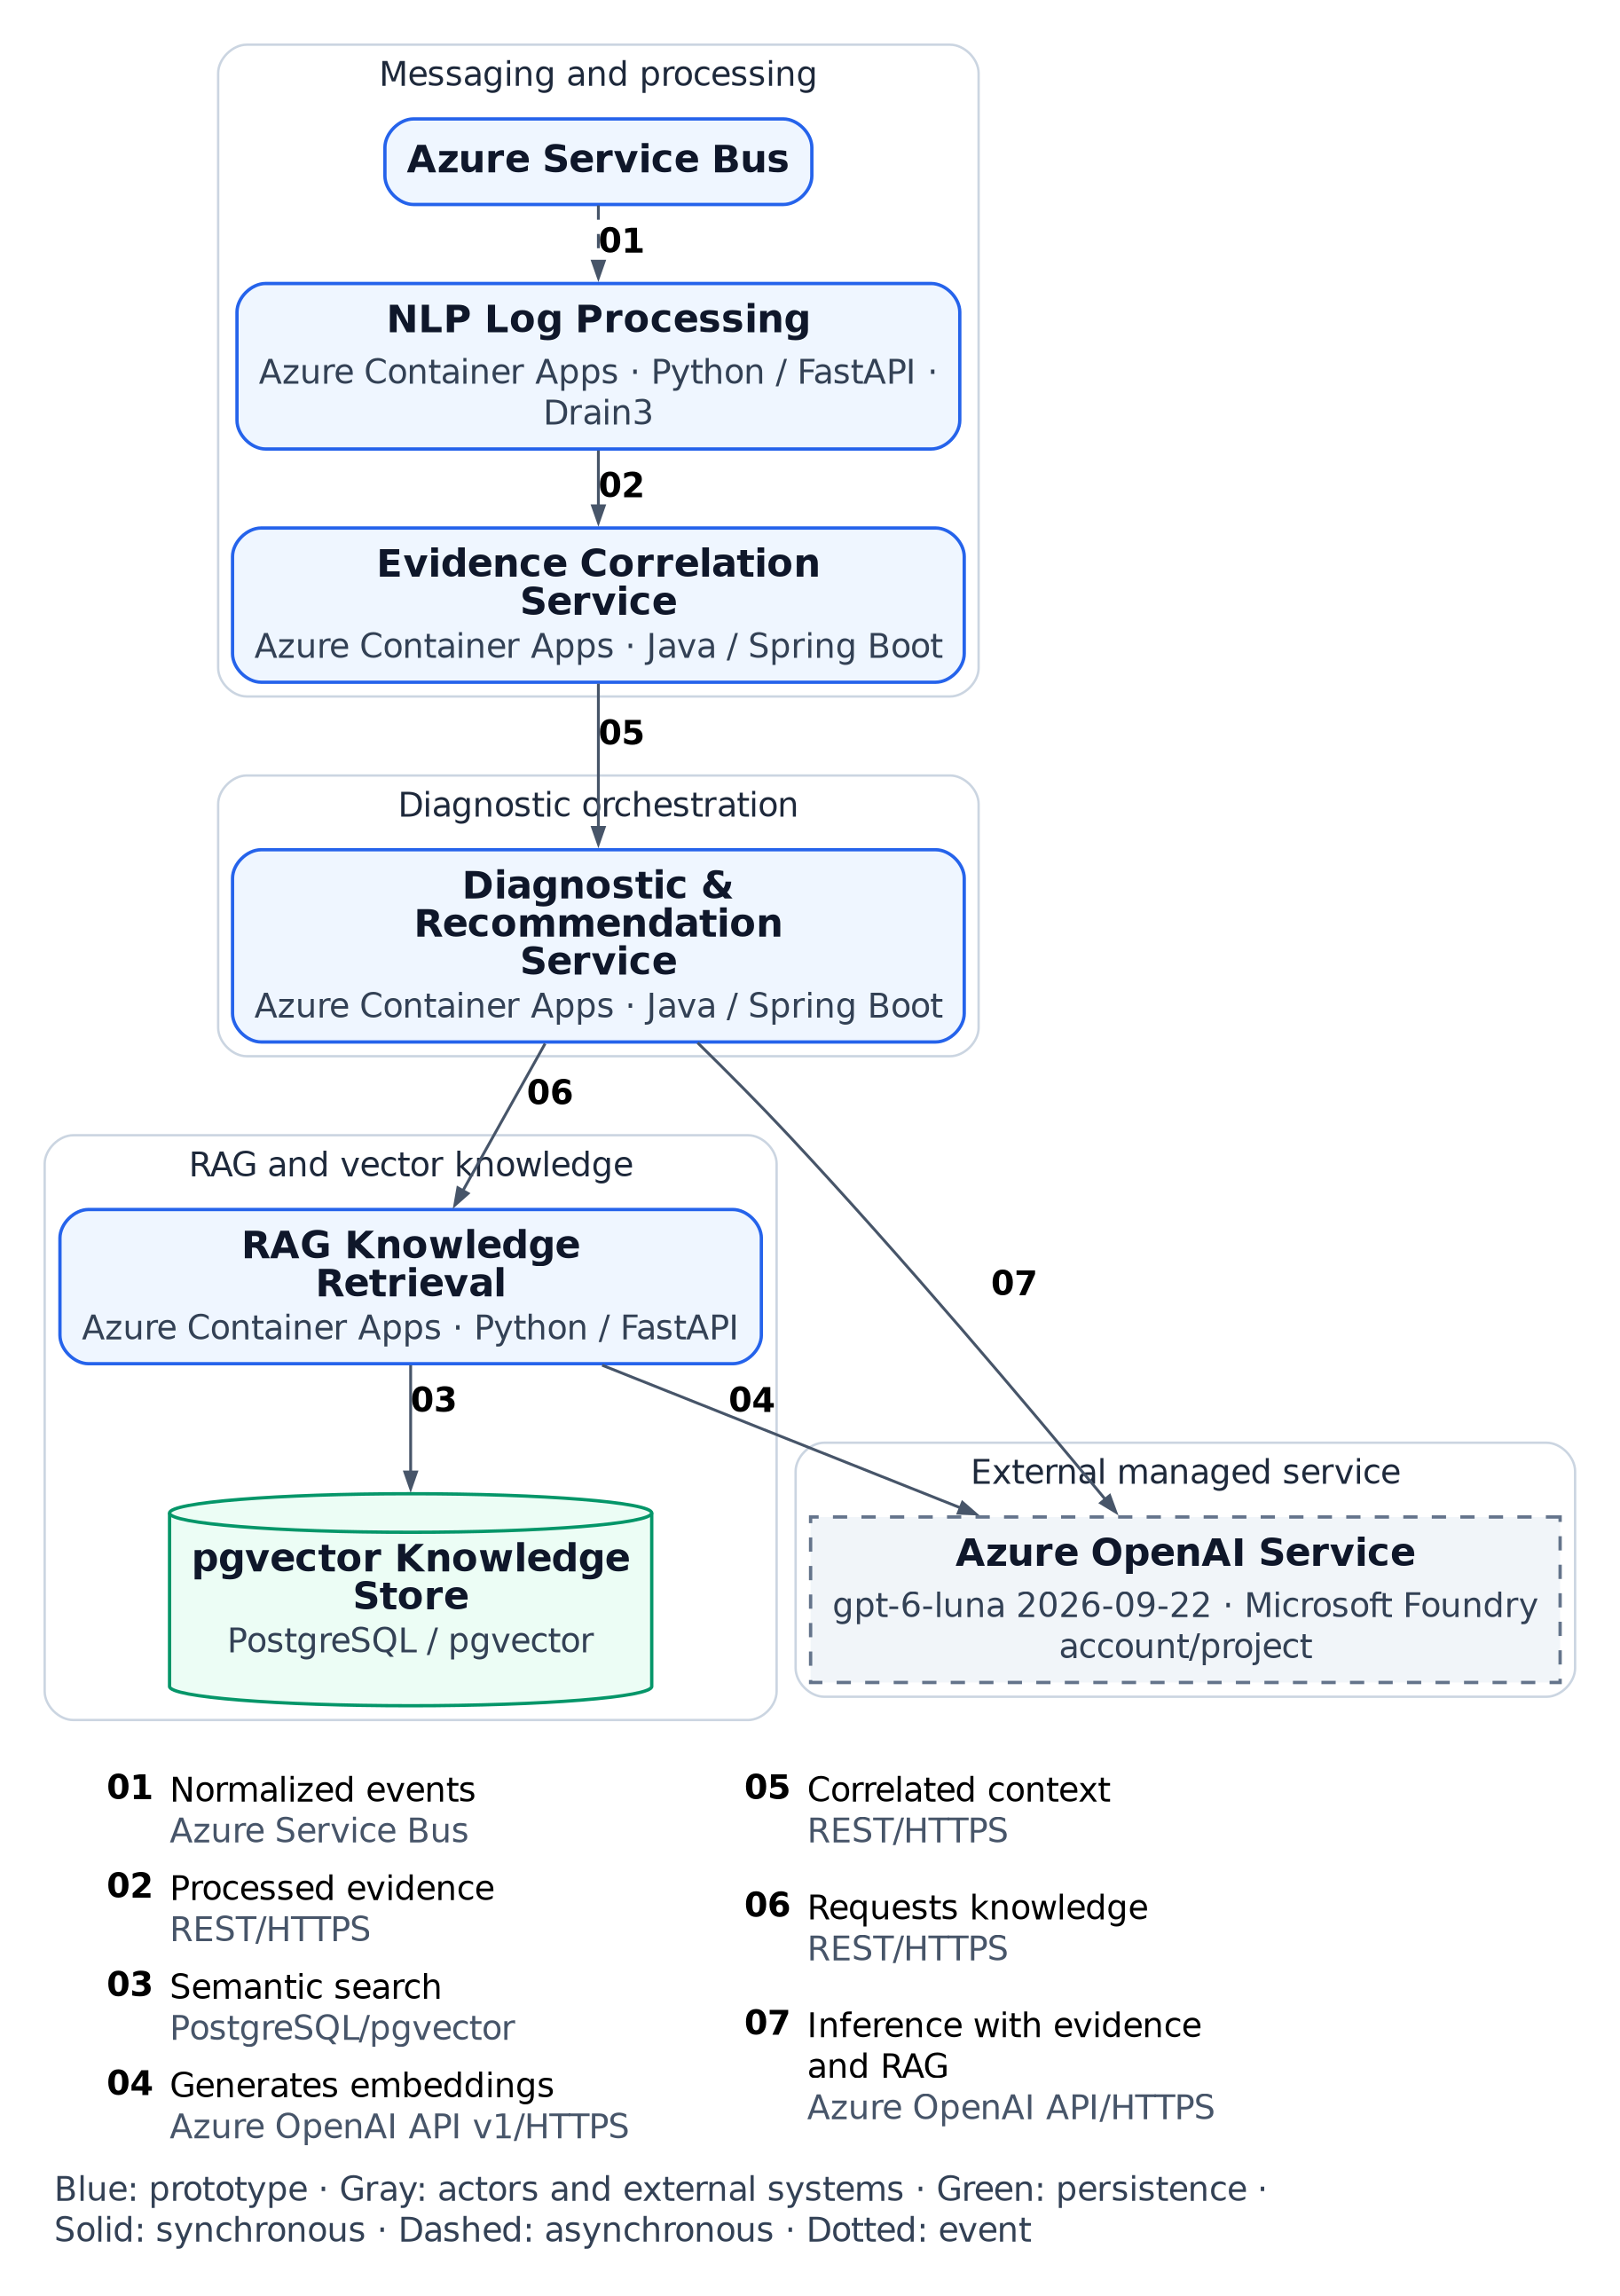 Messaging and processing
Azure Service Bus
01
NLP Log Processing
Azure Container Apps · Python / FastAPI ·
Drain3
02
Evidence Correlation
Service
Azure Container Apps · Java / Spring Boot
05
Diagnostic orchestration
Diagnostic &
Recommendation
Service
Azure Container Apps · Java / Spring Boot
06
RAG and vector knowledge
RAG Knowledge
Retrieval
Azure Container Apps · Python / FastAPI
07
03
04
External managed service
pgvector Knowledge
Store
PostgreSQL / pgvector
Azure OpenAI Service
gpt-6-luna 2026-09-22 · Microsoft Foundry
account/project
01 Normalized events
Azure Service Bus
02 Processed evidence
REST/HTTPS
03 Semantic search
PostgreSQL/pgvector
04 Generates embeddings
Azure OpenAI API v1/HTTPS
05 Correlated context
REST/HTTPS
06 Requests knowledge
REST/HTTPS
07 Inference with evidence
and RAG
Azure OpenAI API/HTTPS
Blue: prototype · Gray: actors and external systems · Green: persistence ·
Solid: synchronous · Dashed: asynchronous · Dotted: event